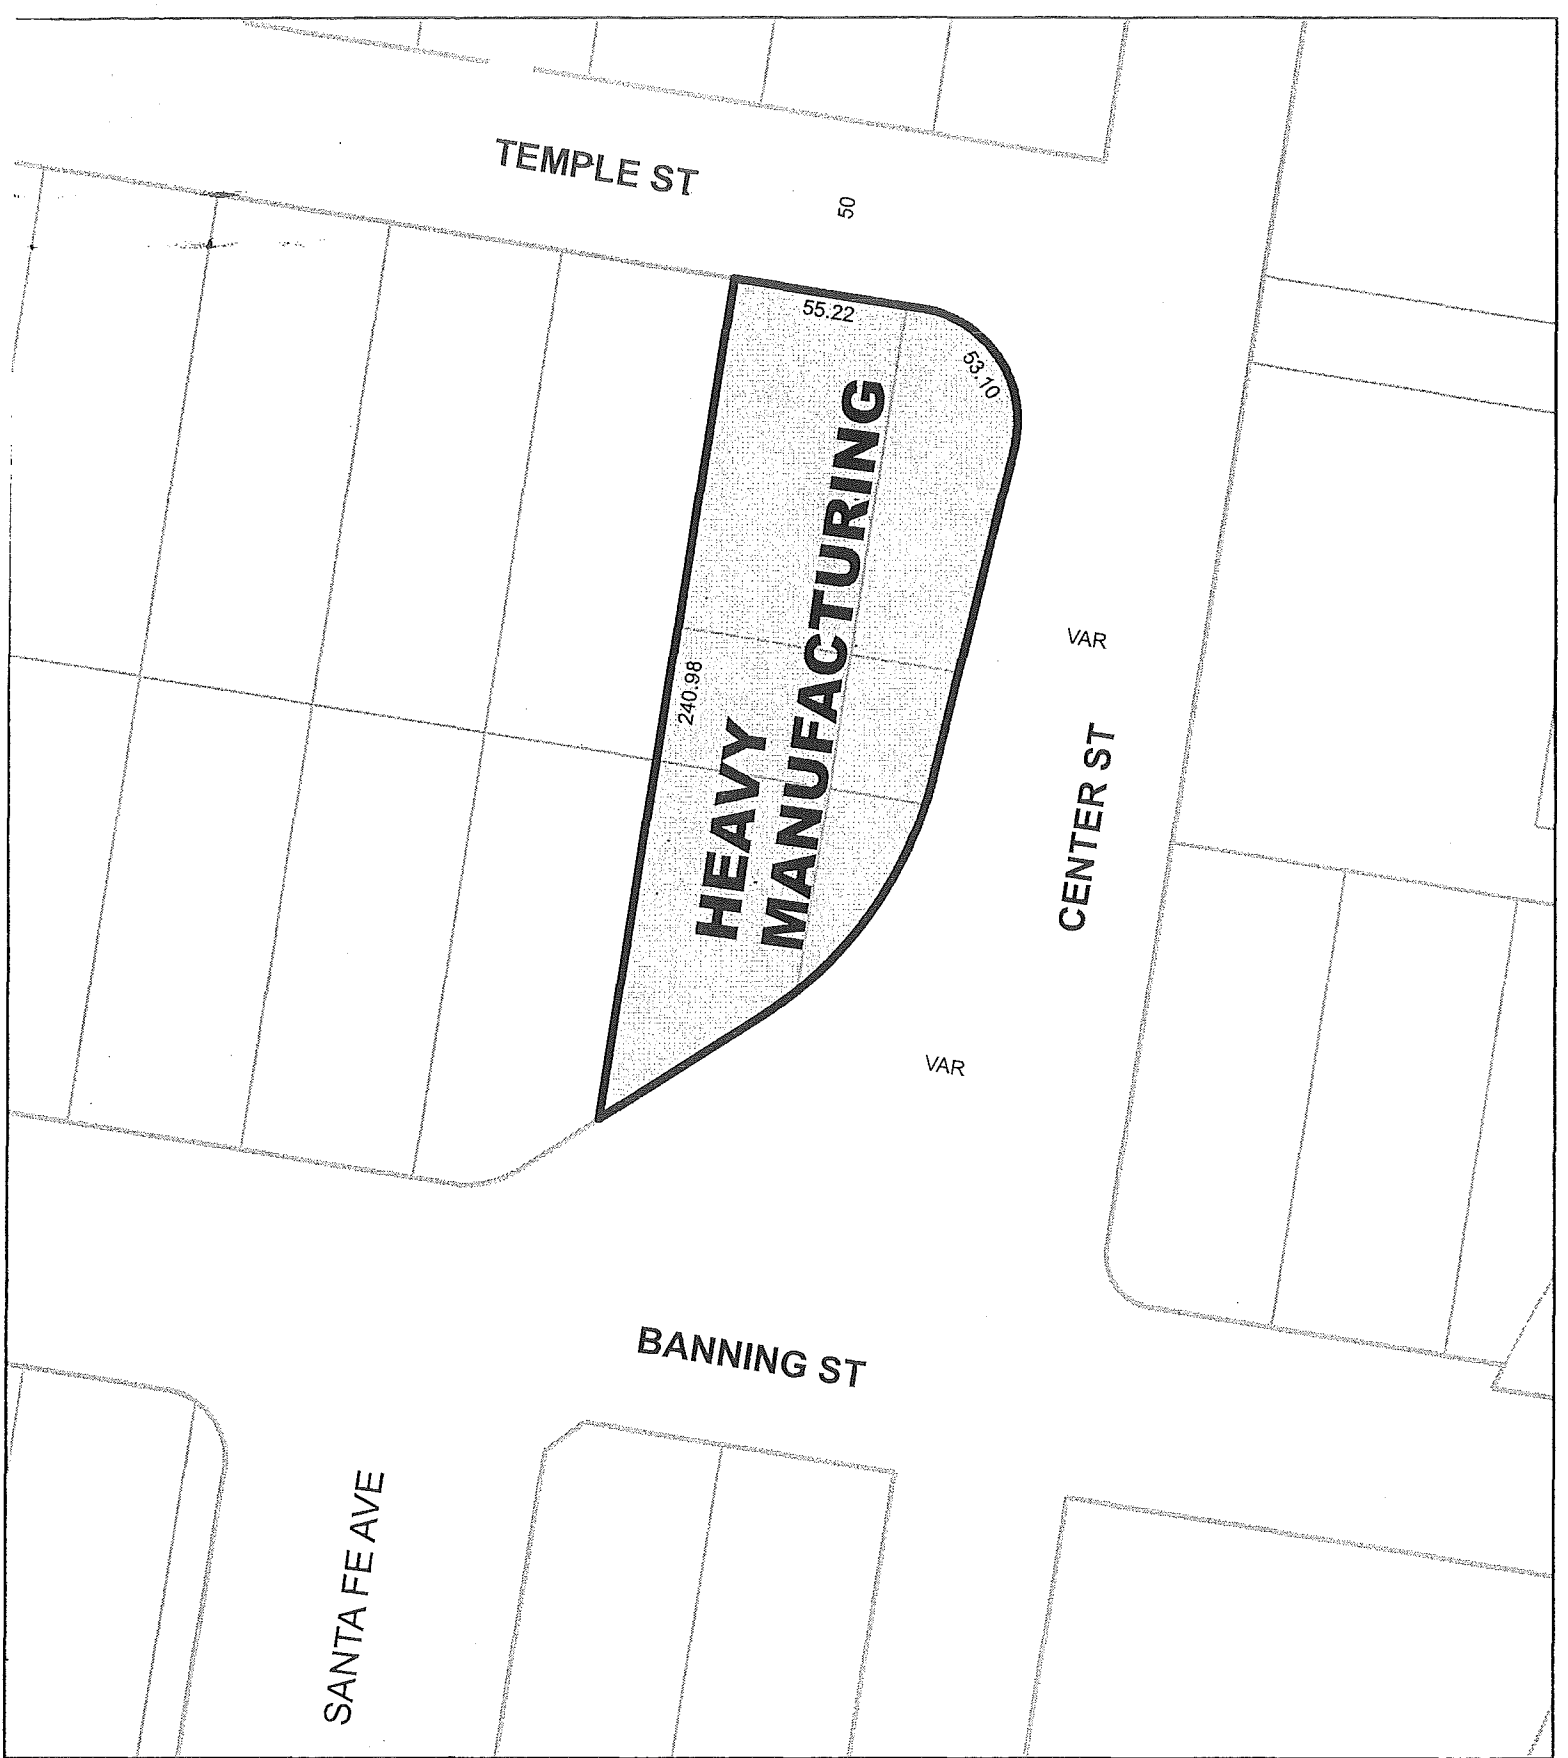 TEMPLE ST
50
55.22
53.10
HEAVY
MANUFACTURING
240.98
VAR
CENTER ST
VAR
BANNING ST
SANTA FE AVE